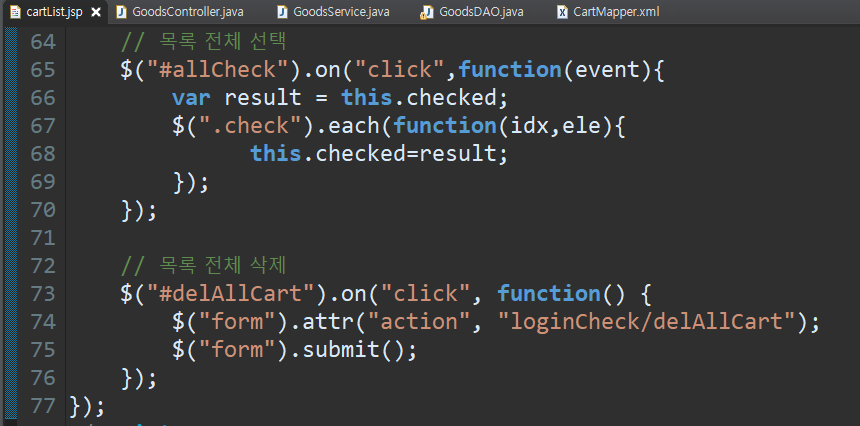 cartList.jsp GoodsController.java GoodsService.java GoodsDAO.java CartMapper.xml
64 // 목록 전체 선택
65 $("#allCheck").on("click",function(event){
66 var result = this.checked;
67 $(".check").each(function(idx,ele){
68 this.checked=result;
69 });
70 });
71
72 // 목록 전체 삭제
73 $("#delAllCart").on("click", function() {
74 $("form").attr("action", "loginCheck/delAllCart");
75 $("form").submit();
76 });
77 });